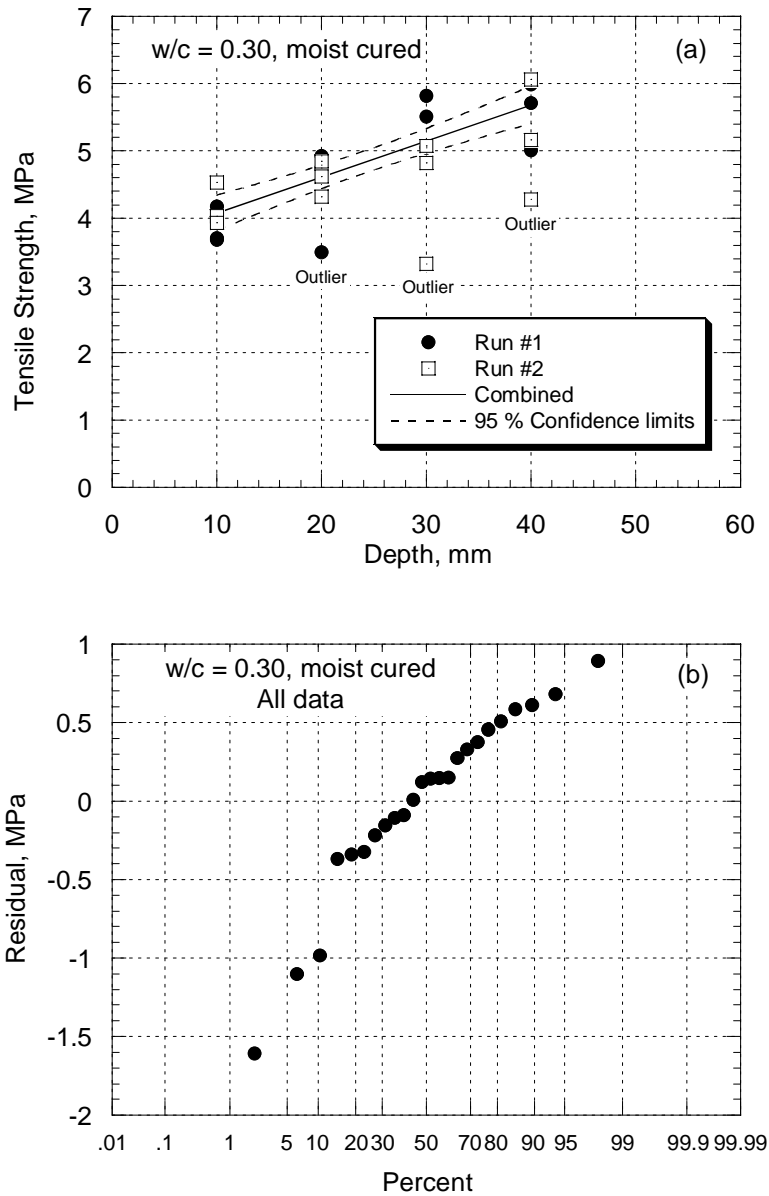 w/c = 0.30, moist cured
(a)
Tensile Strength, MPa
7
6
5
4
3
2
1
0
Outlier
Outlier
Outlier
Run #1
Run #2
Combined
95 % Confidence limits
0 10 20 30 40 50 60
Depth, mm
w/c = 0.30, moist cured
All data
(b)
Residual, MPa
1
0.5
0
-0.5
-1
-1.5
-2
.01 .1 1 5 10 20 30 50 70 80 90 95 99 99.9 99.99
Percent